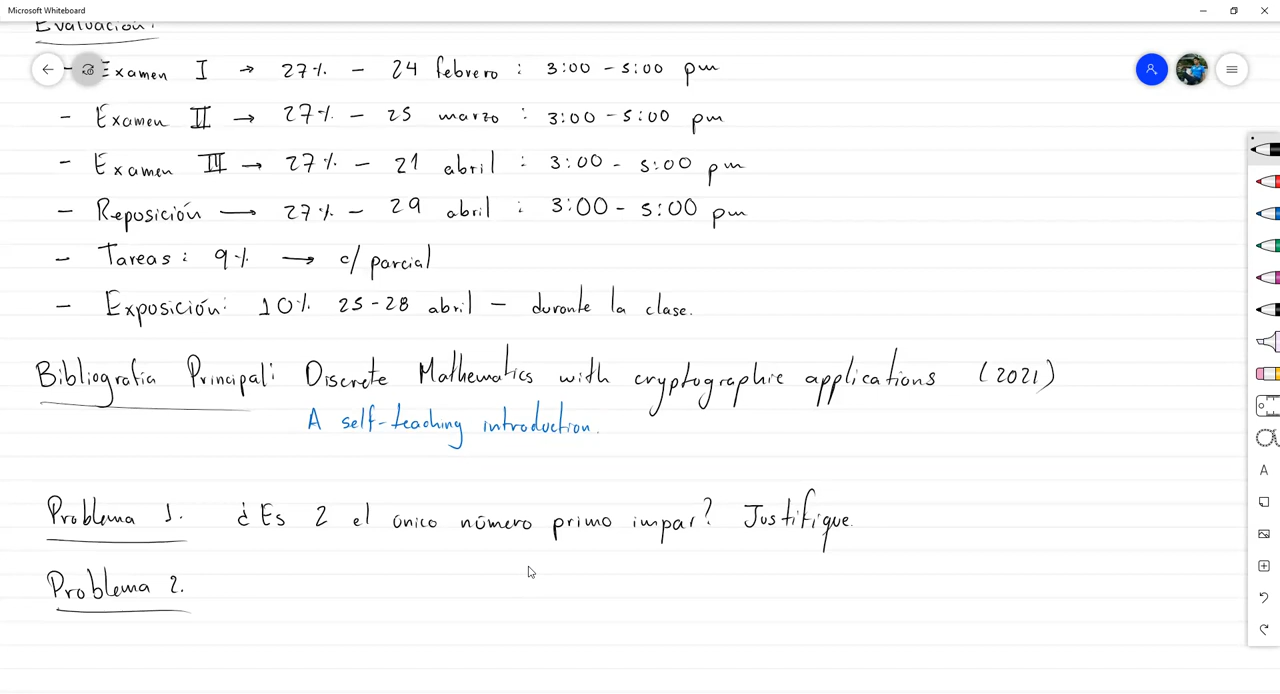 Microsoft Whiteboard
Evaluación:
- Examen I → 27% - 24 febrero : 3:00 - 5:00 pm
- Examen II → 27% - 25 marzo : 3:00 - 5:00 pm
- Examen III → 27% - 21 abril : 3:00 - 5:00 pm
- Reposición → 27% - 29 abril : 3:00 - 5:00 pm
- Tareas: 9% → c/ parcial
- Exposición: 10% 25-28 abril - durante la clase.
Bibliografía Principal: Discrete Mathematics with cryptographic applications (2021)
A self-teaching introduction.
Problema 1. ¿Es 2 el único número primo impar? Justifique.
Problema 2.